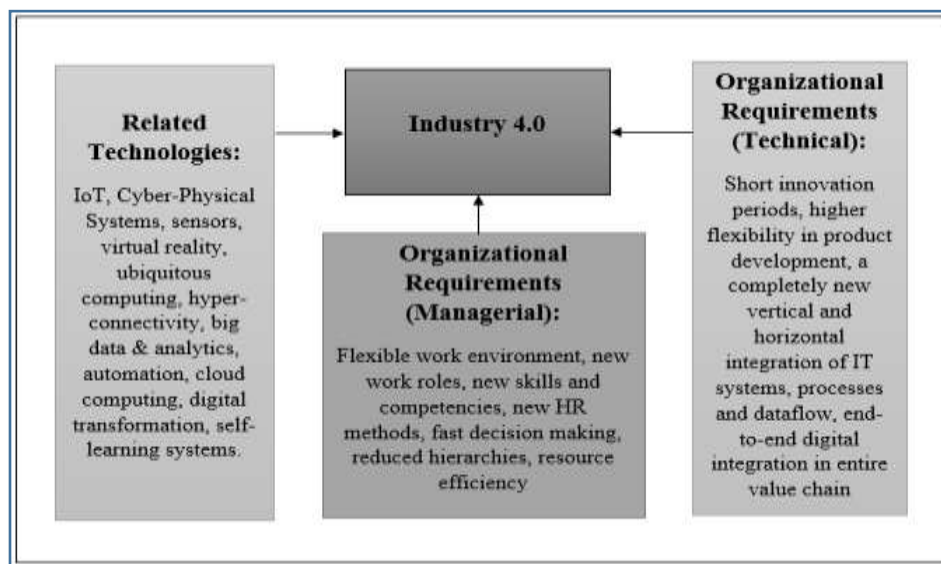 Related
Technologies:
IoT, Cyber-Physical
Systems, sensors,
virtual reality,
ubiquitous
computing, hyper-
connectivity, big
data & analytics,
automation, cloud
computing, digital
transformation, self-
learning systems.
Industry 4.0
Organizational
Requirements
(Managerial):
Flexible work environment, new
work roles, new skills and
competencies, new HR
methods, fast decision making,
reduced hierarchies, resource
efficiency
Organizational
Requirements
(Technical):
Short innovation
periods, higher
flexibility in product
development, a
completely new
vertical and
horizontal
integration of IT
systems, processes
and dataflow, end-
to-end digital
integration in entire
value chain